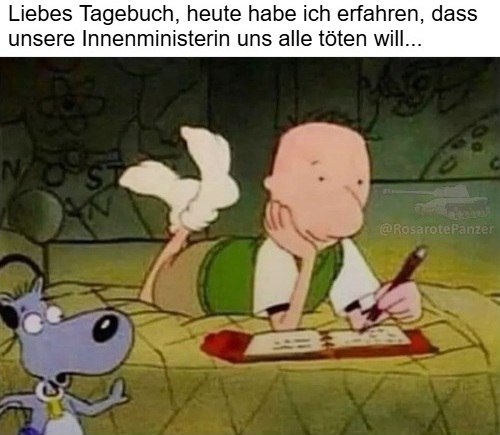 Liebes Tagebuch, heute habe ich erfahren, dass
unsere Innenministerin uns alle töten will...
@RosarotePanzer